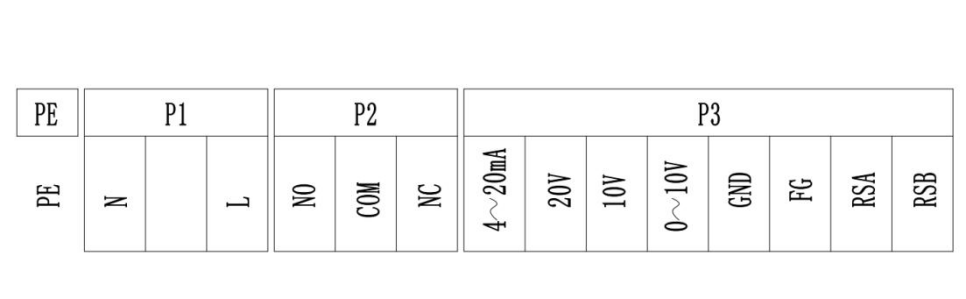 PE P1 P2 P3
PE N L NO COM NC 4～20mA 20V 10V 0～10V GND FG RSA RSB